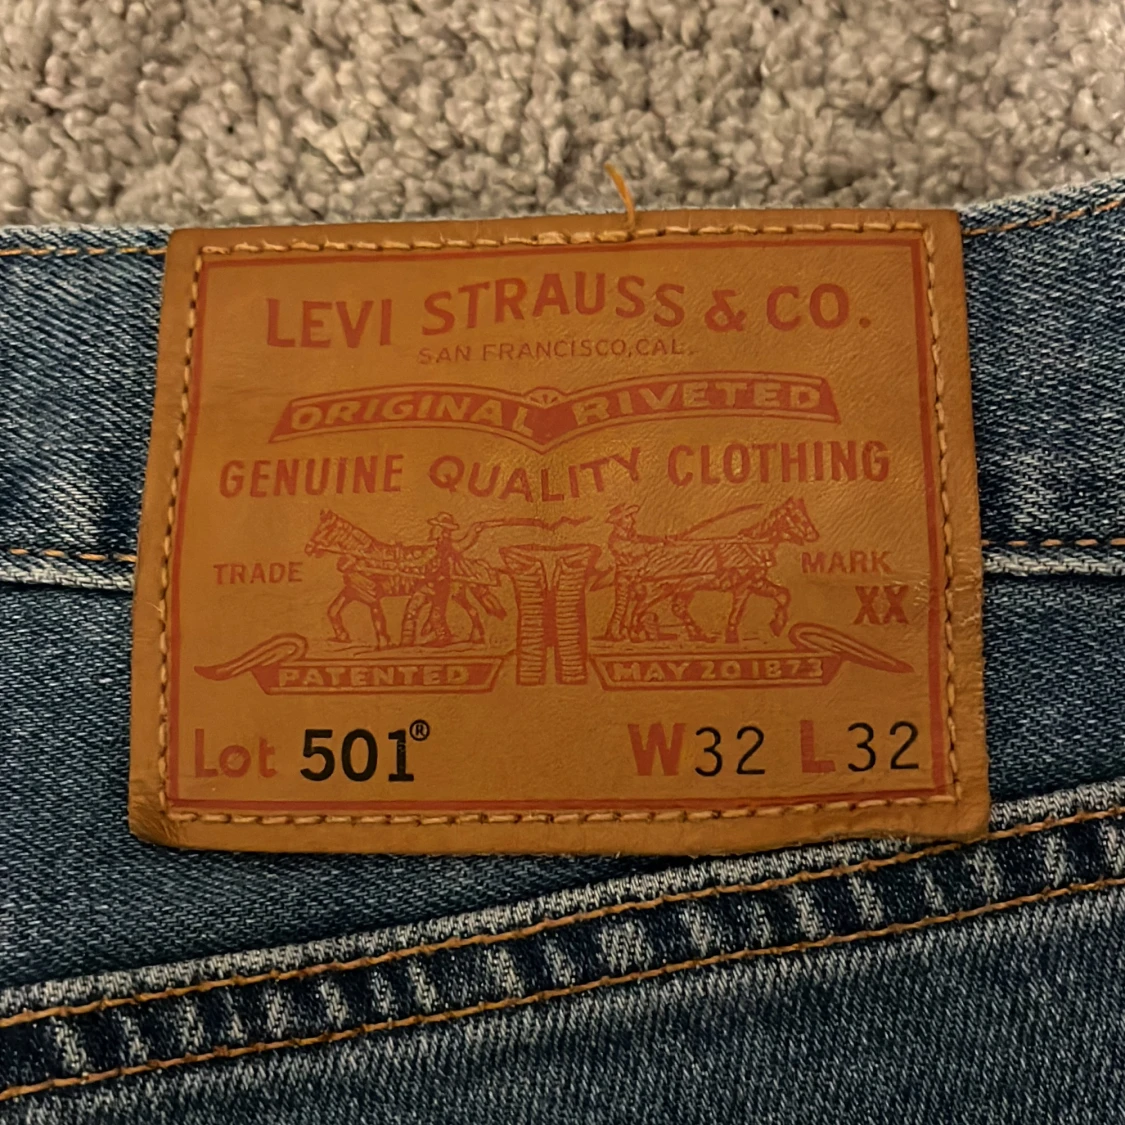 LEVI STRAUSS & CO.
SAN FRANCISCO, CAL.
ORIGINAL RIVETED
GENUINE QUALITY CLOTHING
TRADE MARK
XX
PATENTED MAY 20 1873
Lot 501® W32 L32